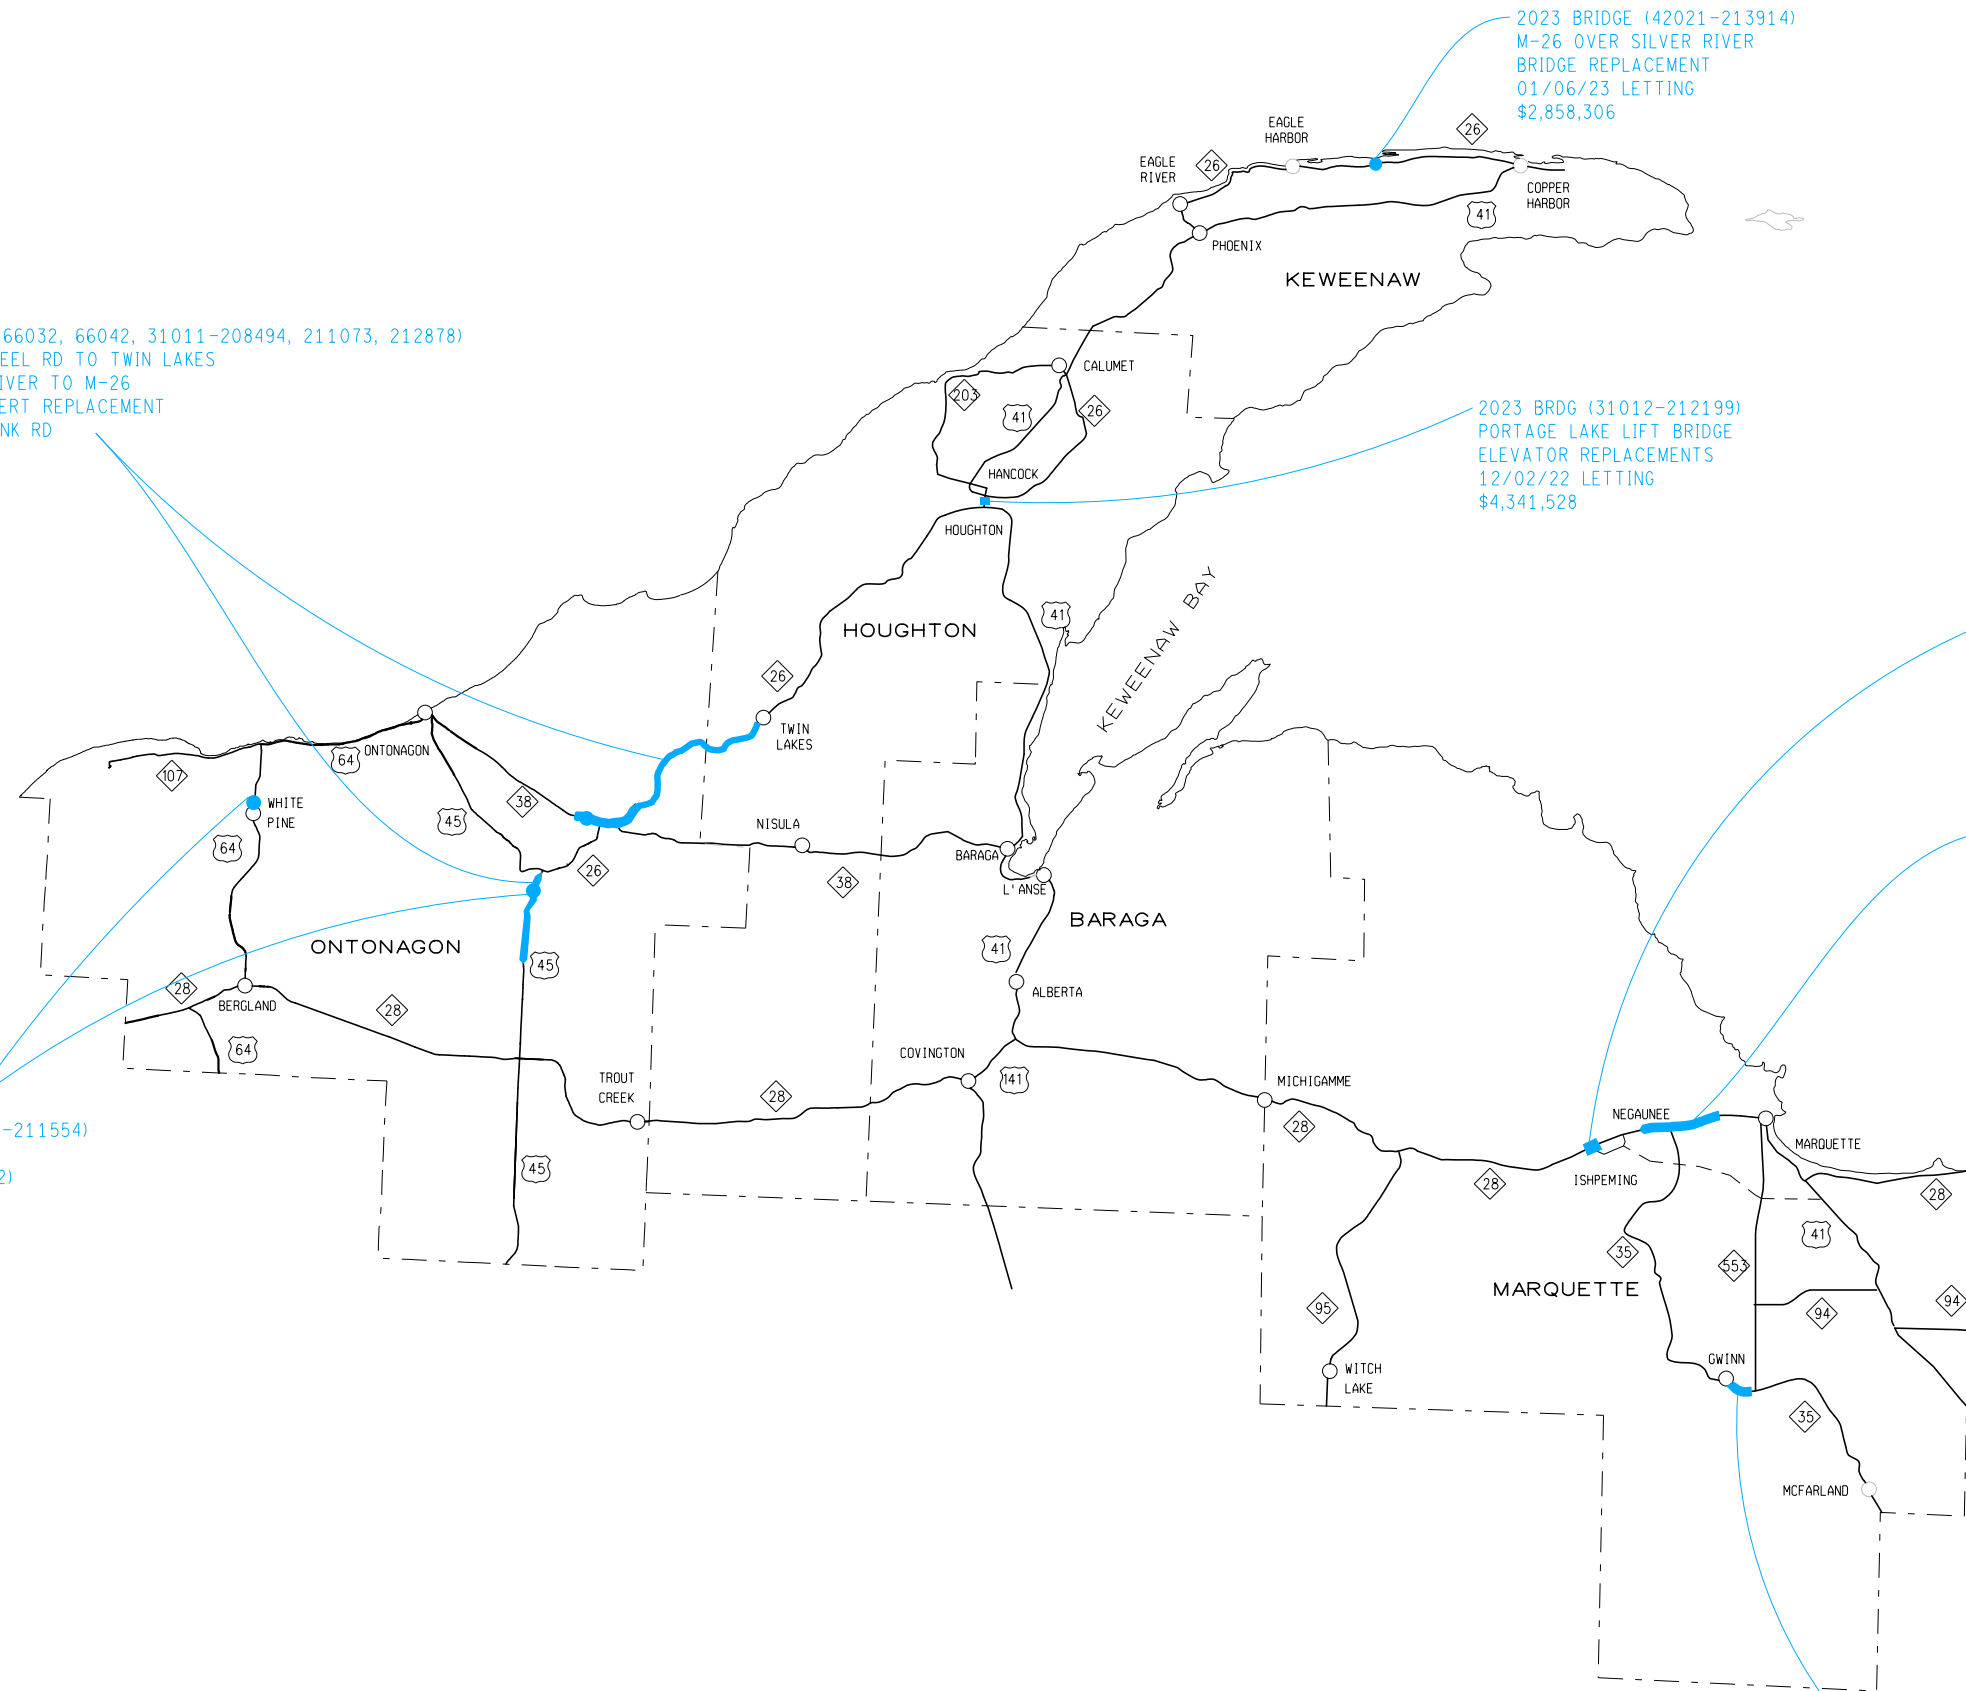 2023 BRIDGE (42021-213914)
M-26 OVER SILVER RIVER
BRIDGE REPLACEMENT
01/06/23 LETTING
$2,858,306
EAGLE
HARBOR
26
EAGLE
RIVER
26
COPPER
HARBOR
41
PHOENIX
KEWEENAW
66032, 66042, 31011-208494, 211073, 212878)
EEL RD TO TWIN LAKES
IVER TO M-26
ERT REPLACEMENT
NK RD
CALUMET
203
41
26
2023 BRDG (31012-212199)
PORTAGE LAKE LIFT BRIDGE
ELEVATOR REPLACEMENTS
12/02/22 LETTING
$4,341,528
HANCOCK
HOUGHTON
41
KEWEENAW BAY
HOUGHTON
26
TWIN
LAKES
ONTONAGON
64
107
38
WHITE
PINE
45
64
NISULA
BARAGA
26
38
L'ANSE
BARAGA
ONTONAGON
41
45
28
BERGLAND
28
ALBERTA
64
COVINGTON
TROUT
CREEK
141
28
MICHIGAMME
28
-211554)
2)
45
NEGAUNEE
MARQUETTE
ISHPEMING
28
28
41
35
553
MARQUETTE
95
94
94
GWINN
WITCH
LAKE
35
MCFARLAND